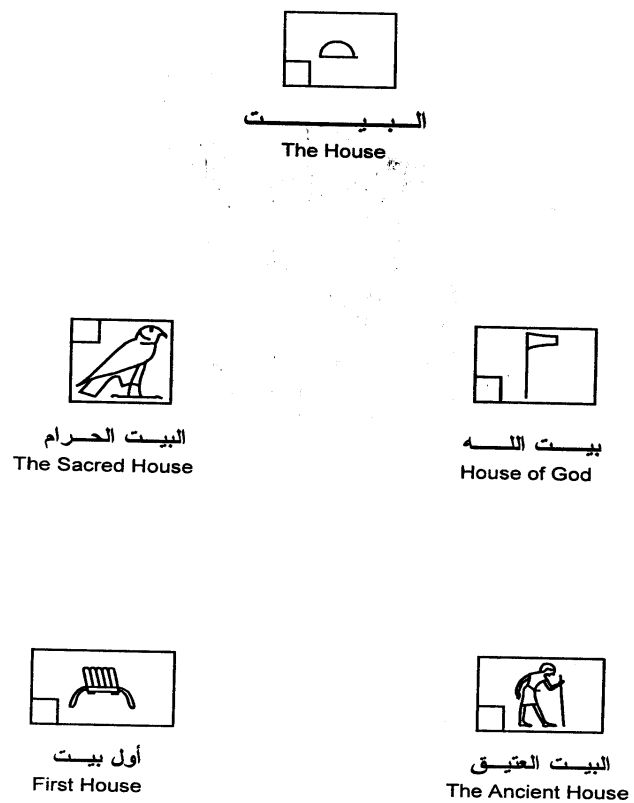 البيت
The House
البيت الحرام
The Sacred House
بيت الله
House of God
أول بيت
First House
البيت العتيق
The Ancient House